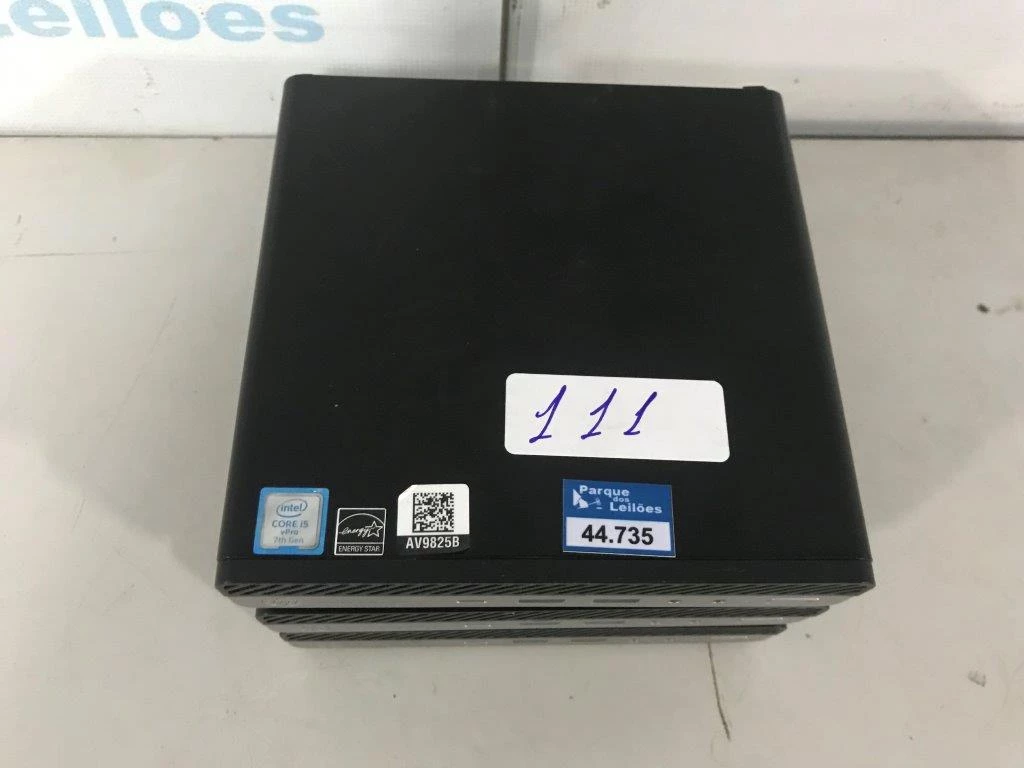 Leilões
111
intel
CORE i5
vPro
7th Gen
energy
ENERGY STAR
AV9825B
Parque
dos
Leilões
44.735